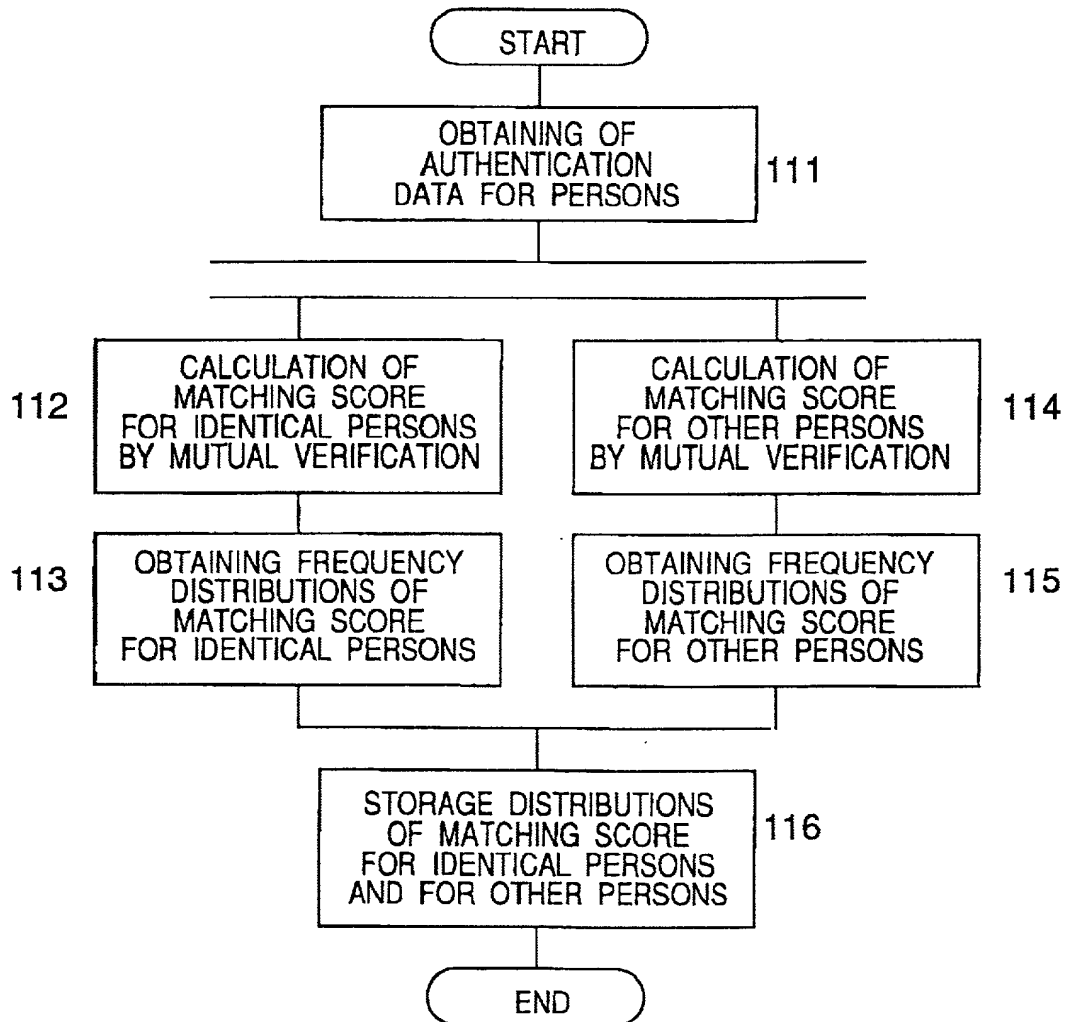 START
OBTAINING OF
AUTHENTICATION
DATA FOR PERSONS
111
112
CALCULATION OF
MATCHING SCORE
FOR IDENTICAL PERSONS
BY MUTUAL VERIFICATION
CALCULATION OF
MATCHING SCORE
FOR OTHER PERSONS
BY MUTUAL VERIFICATION
114
113
OBTAINING FREQUENCY
DISTRIBUTIONS OF
MATCHING SCORE
FOR IDENTICAL PERSONS
OBTAINING FREQUENCY
DISTRIBUTIONS OF
MATCHING SCORE
FOR OTHER PERSONS
115
STORAGE DISTRIBUTIONS
OF MATCHING SCORE
FOR IDENTICAL PERSONS
AND FOR OTHER PERSONS
116
END